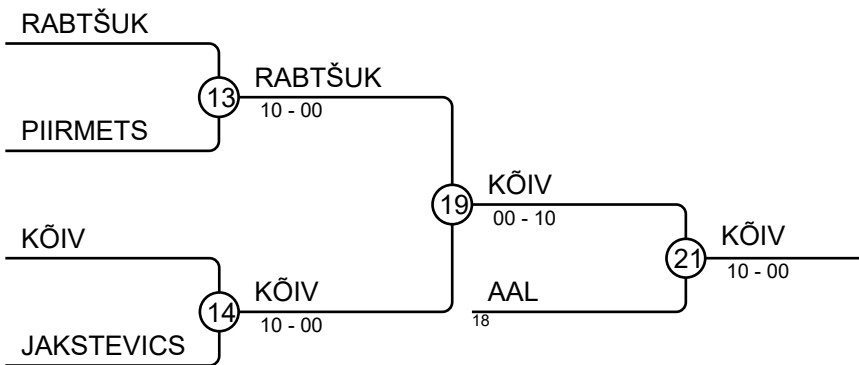 RABTŠUK
13
RABTŠUK
10 - 00
PIIRMETS
19
KÕIV
00 - 10
KÕIV
21
KÕIV
10 - 00
14
KÕIV
10 - 00
AAL
18
JAKSTEVICS